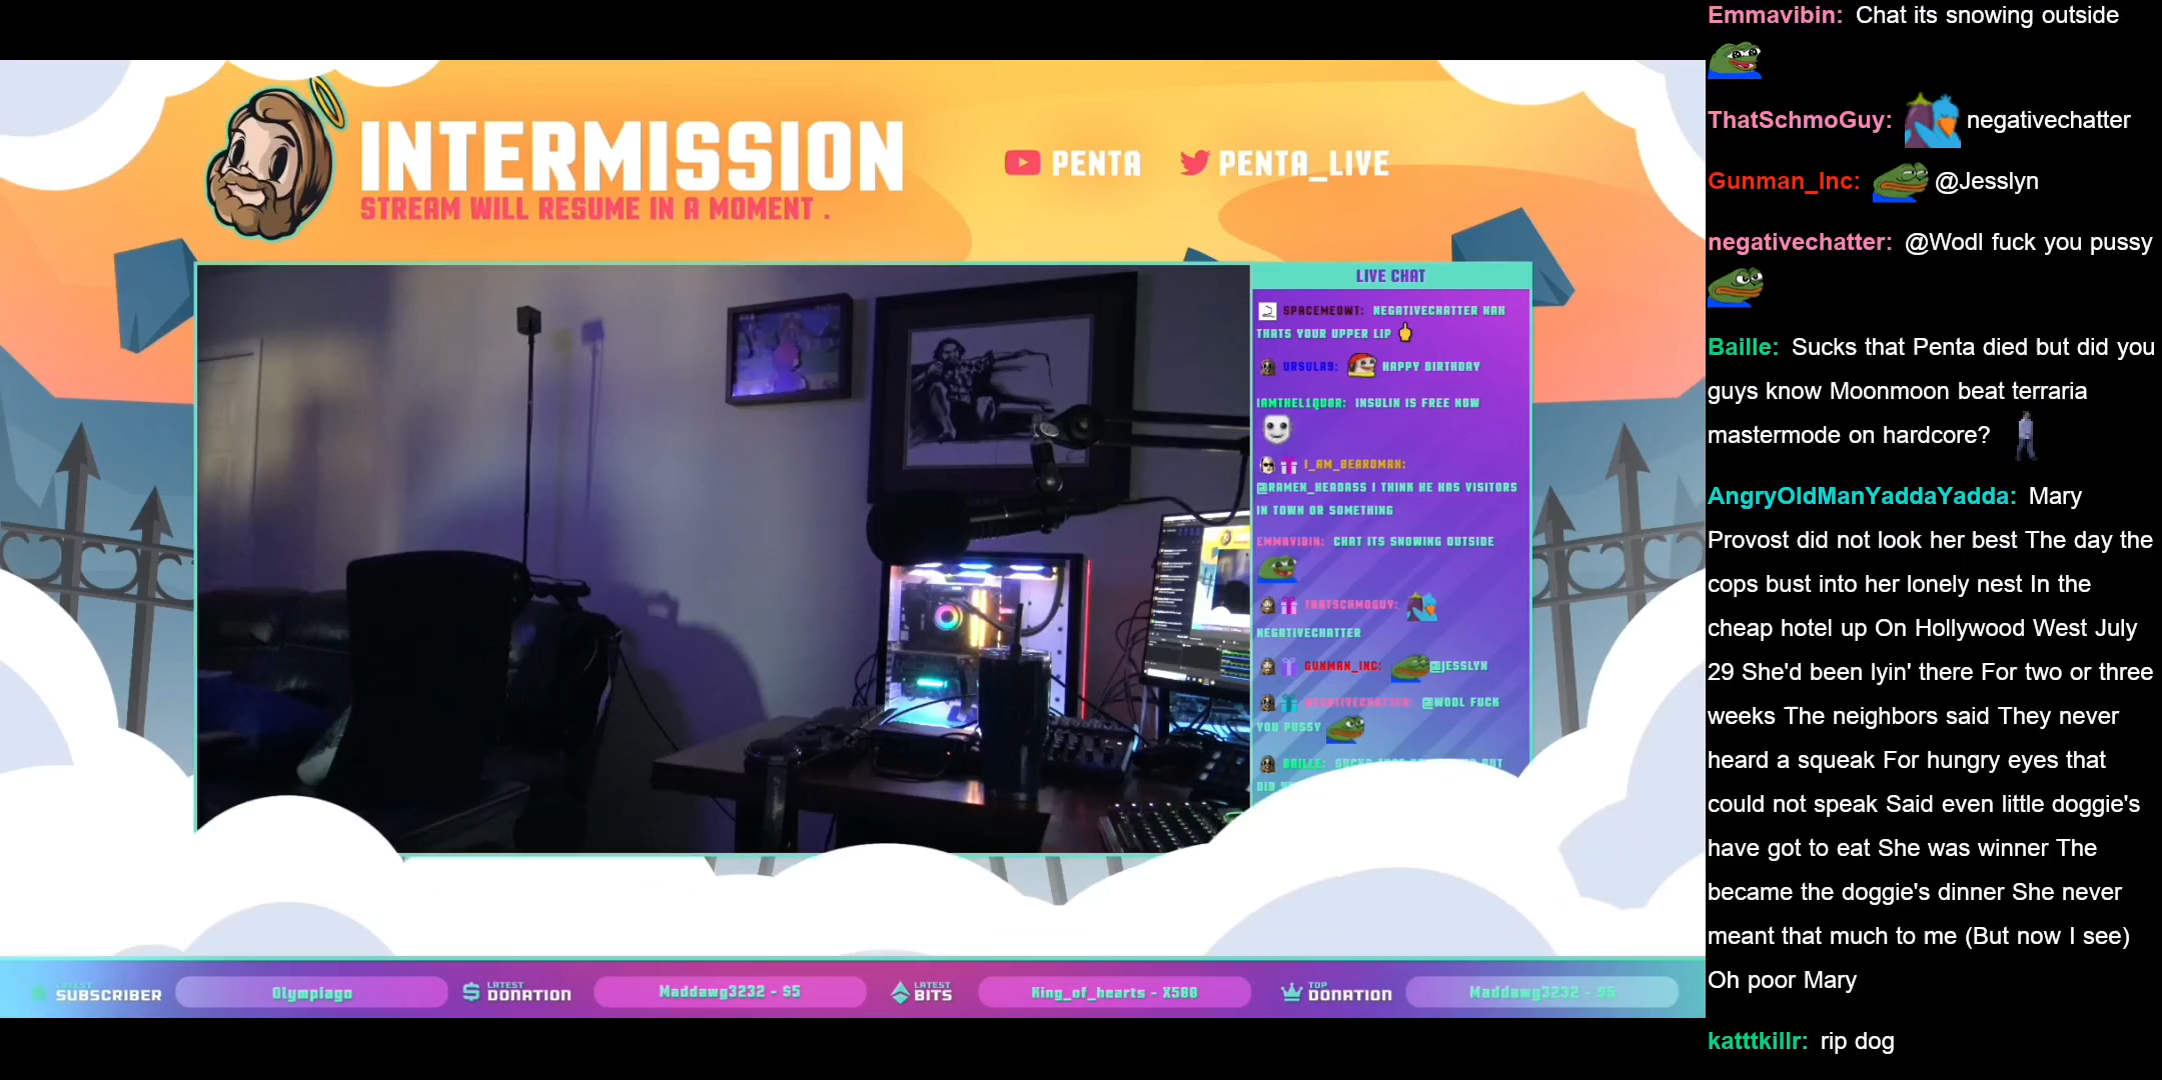 INTERMISSION
STREAM WILL RESUME IN A MOMENT .
PENTA
PENTA_LIVE
LIVE CHAT
SPACEMEOWT: NEGATIVECHATTER NAH
THATS YOUR UPPER LIP
URSULA9: HAPPY BIRTHDAY
IAMTHEL1QU0R: INSULIN IS FREE NOW
I_AM_BEARDMAN:
@RAMEN_HEADASS I THINK HE HAS VISITORS
IN TOWN OR SOMETHING
EMMAVIBIN: CHAT ITS SNOWING OUTSIDE
THATSCHMOGUY:
NEGATIVECHATTER
GUNMAN_INC: @JESSLYN
NEGATIVECHATTER: @WODL FUCK
YOU PUSSY
BAILLE:
LATEST
SUBSCRIBER
Olympiago
LATEST
DONATION
Maddawg3232 - $5
LATEST
BITS
King_of_hearts - X500
TOP
DONATION
Maddawg3232 - $5
Emmavibin: Chat its snowing outside
ThatSchmoGuy: negativechatter
Gunman_Inc: @Jesslyn
negativechatter: @Wodl fuck you pussy
Baille: Sucks that Penta died but did you
guys know Moonmoon beat terraria
mastermode on hardcore?
AngryOldManYaddaYadda: Mary
Provost did not look her best The day the
cops bust into her lonely nest In the
cheap hotel up On Hollywood West July
29 She'd been lyin' there For two or three
weeks The neighbors said They never
heard a squeak For hungry eyes that
could not speak Said even little doggie's
have got to eat She was winner The
became the doggie's dinner She never
meant that much to me (But now I see)
Oh poor Mary
katttkillr: rip dog